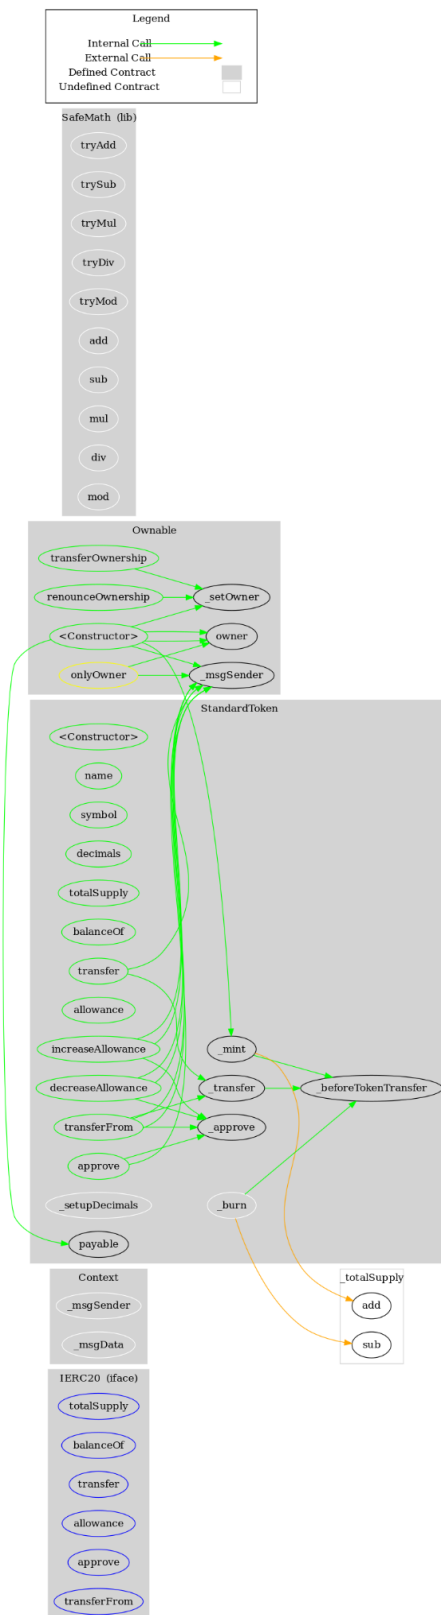 Legend
Internal Call
External Call
Defined Contract
Undefined Contract
SafeMath (lib)
tryAdd
trySub
tryMul
tryDiv
tryMod
add
sub
mul
div
mod
Ownable
transferOwnership
renounceOwnership
_setOwner
<Constructor>
owner
onlyOwner
_msgSender
StandardToken
<Constructor>
name
symbol
decimals
totalSupply
balanceOf
transfer
allowance
increaseAllowance
_mint
decreaseAllowance
_transfer
_beforeTokenTransfer
transferFrom
_approve
approve
_setupDecimals
_burn
payable
Context
_totalSupply
_msgSender
add
_msgData
sub
IERC20 (iface)
totalSupply
balanceOf
transfer
allowance
approve
transferFrom